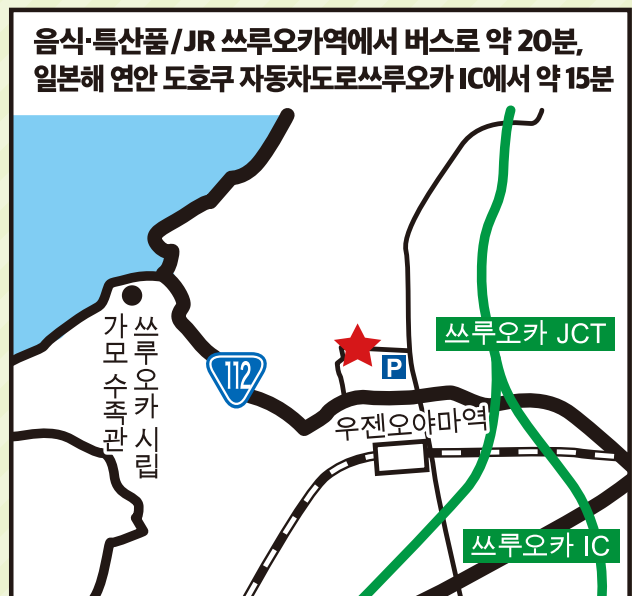 음식·특산품/JR 쓰루오카역에서 버스로 약 20분,
일본해 연안 도호쿠 자동차도로쓰루오카 IC에서 약 15분
쓰루오카 시립
가모 수족관
112
P
쓰루오카 JCT
우젠오야마역
쓰루오카 IC